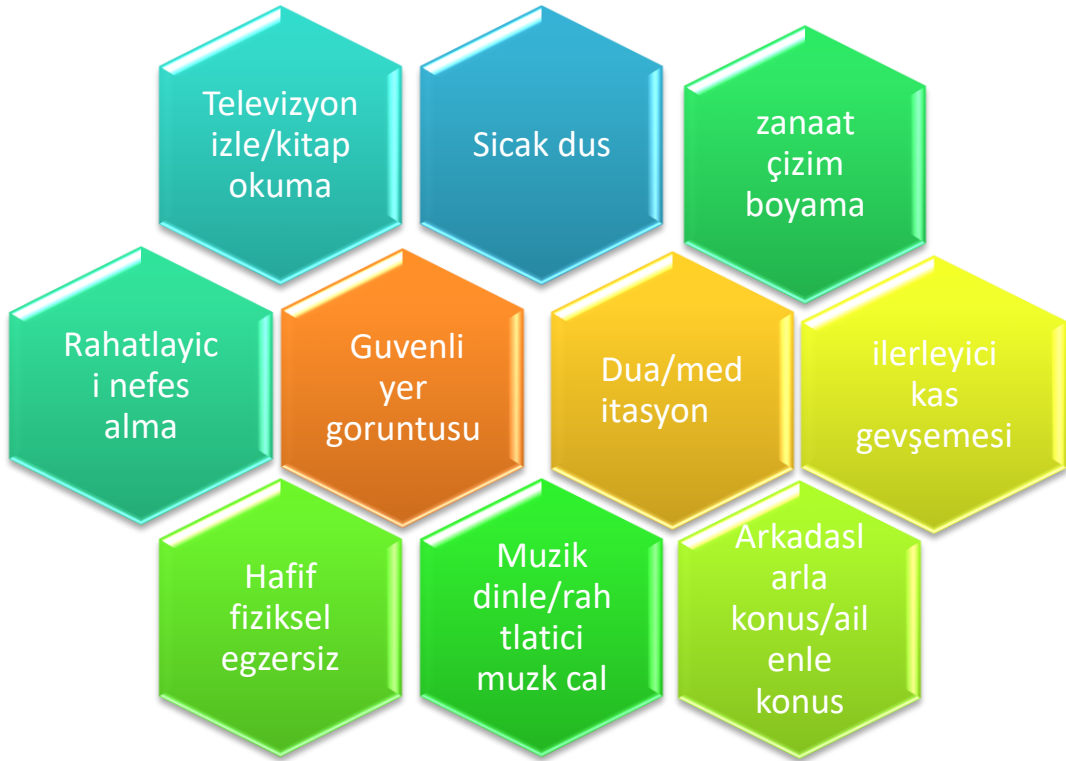 Televizyon
izle/kitap
okuma
Sicak dus
zanaat
çizim
boyama
Rahatlayic
i nefes
alma
Guvenli
yer
goruntusu
Dua/med
itasyon
ilerleyici
kas
gevşemesi
Hafif
fiziksel
egzersiz
Muzik
dinle/rah
tlatici
muzk cal
Arkadasl
arla
konus/ail
enle
konus